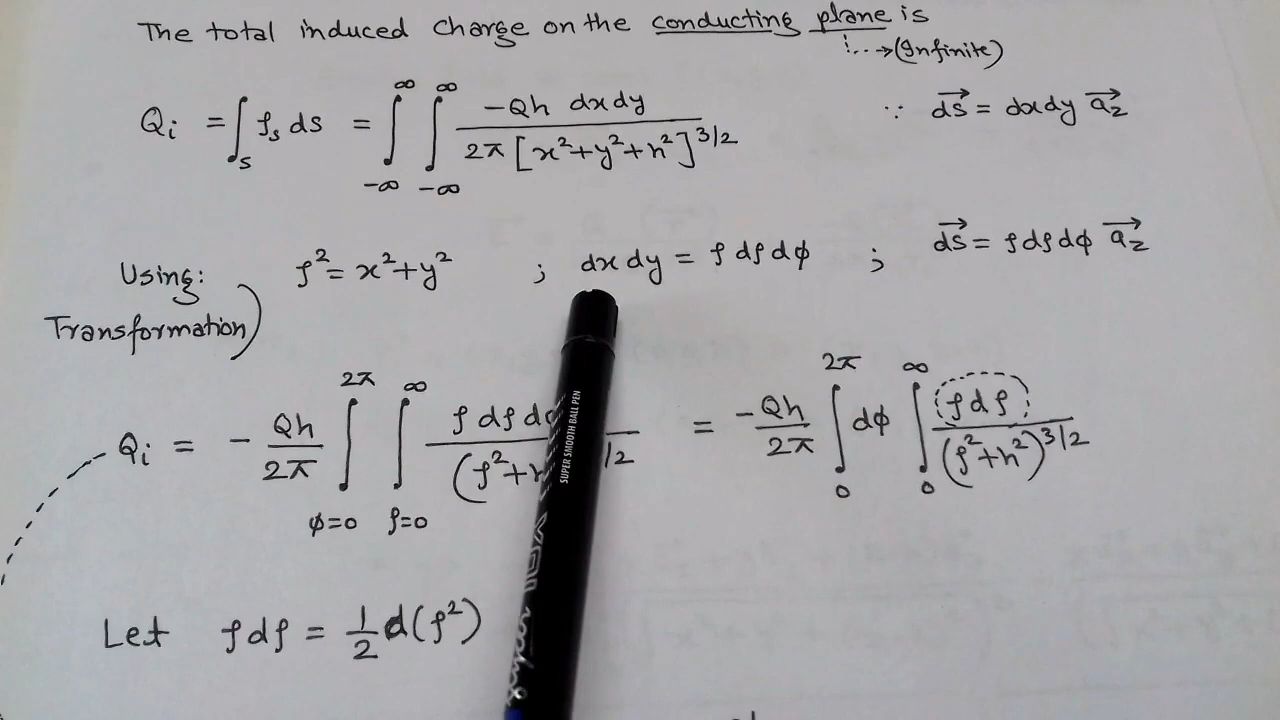 The total induced charge on the conducting plane is
⋮...→(Infinite)
Qᵢ = ∫ₛ ρₛ ds = ∫_{-∞}^{∞} ∫_{-∞}^{∞} -Qh dx dy / 2π [x²+y²+h²]^{3/2} ∵ d͞s⃗ = dx dy a⃗z
Using: ρ² = x²+y² ; dx dy = ρ dρ dφ ; ds⃗ = ρ dρ dφ a⃗z
Transformation)
Qᵢ = - Qh/2π ∫_{φ=0}^{2π} ∫_{ρ=0}^{∞} ρ dρ d / (ρ²+h /2 = -Qh/2π ∫_{0}^{2π} dφ ∫_{0}^{∞} (ρ dρ) / (ρ²+h²)^{3/2}
Let ρ dρ = 1/2 d(ρ²)
SUPER SMOOTH BALL PEN